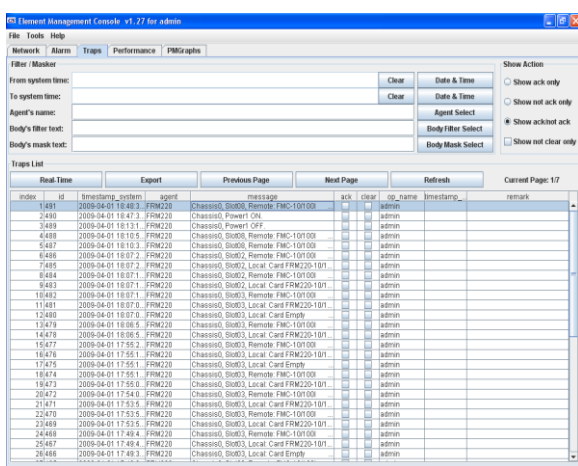 Element Management Console v1.27 for admin
File Tools Help
Network Alarm Traps Performance PMGraphs
Filter / Masker Show Action
From system time: Clear Date & Time Show ack only
To system time: Clear Date & Time Show not ack only
Agent's name: Agent Select
Body's filter text: Body Filter Select Show ack/not ack
Body's mask text: Body Mask Select Show not clear only
Traps List
Real-Time Export Previous Page Next Page Refresh Current Page: 1/7
index id timestamp_system agent message ack clear op_name timestamp_... remark
1 491 2009-04-01 18:48:3... FRM220 Chassis0, Slot08, Remote: FMC-10/100I admin
2 490 2009-04-01 18:47:3... FRM220 Chassis0, Power1 ON. admin
3 489 2009-04-01 18:13:1... FRM220 Chassis0, Power1 OFF. admin
4 488 2009-04-01 18:10:5... FRM220 Chassis0, Slot08, Remote: FMC-10/100I ... admin
5 487 2009-04-01 18:10:3... FRM220 Chassis0, Slot08, Remote: FMC-10/100I ... admin
6 486 2009-04-01 18:07:2... FRM220 Chassis0, Slot02, Remote: FMC-10/100I ... admin
7 485 2009-04-01 18:07:2... FRM220 Chassis0, Slot02, Local: Card FRM220-10/1... admin
8 484 2009-04-01 18:07:1... FRM220 Chassis0, Slot02, Remote: FMC-10/100I ... admin
9 483 2009-04-01 18:07:1... FRM220 Chassis0, Slot02, Local: Card FRM220-10/1... admin
10 482 2009-04-01 18:07:1... FRM220 Chassis0, Slot03, Remote: FMC-10/100I ... admin
11 481 2009-04-01 18:07:0... FRM220 Chassis0, Slot02, Local: Card FRM220-10/1... admin
12 480 2009-04-01 18:07:0... FRM220 Chassis0, Slot02, Local: Card Empty ... admin
13 479 2009-04-01 18:06:5... FRM220 Chassis0, Slot03, Remote: FMC-10/100I ... admin
14 478 2009-04-01 18:06:5... FRM220 Chassis0, Slot03, Local: Card FRM220-10/1... admin
15 477 2009-04-01 17:55:2... FRM220 Chassis0, Slot03, Remote: FMC-10/100I ... admin
16 476 2009-04-01 17:55:1... FRM220 Chassis0, Slot03, Local: Card FRM220-10/1... admin
17 475 2009-04-01 17:55:1... FRM220 Chassis0, Slot03, Local: Card Empty ... admin
18 474 2009-04-01 17:55:1... FRM220 Chassis0, Slot03, Remote: FMC-10/100I ... admin
19 473 2009-04-01 17:55:0... FRM220 Chassis0, Slot03, Local: Card FRM220-10/1... admin
20 472 2009-04-01 17:54:0... FRM220 Chassis0, Slot03, Remote: FMC-10/100I ... admin
21 471 2009-04-01 17:53:5... FRM220 Chassis0, Slot03, Local: Card FRM220-10/1... admin
22 470 2009-04-01 17:53:5... FRM220 Chassis0, Slot03, Remote: FMC-10/100I ... admin
23 469 2009-04-01 17:53:5... FRM220 Chassis0, Slot03, Local: Card FRM220-10/1... admin
24 468 2009-04-01 17:49:4... FRM220 Chassis0, Slot03, Remote: FMC-10/100I ... admin
25 467 2009-04-01 17:49:4... FRM220 Chassis0, Slot03, Local: Card FRM220-10/1... admin
26 466 2009-04-01 17:49:3... FRM220 Chassis0, Slot03, Local: Card Empty ... admin